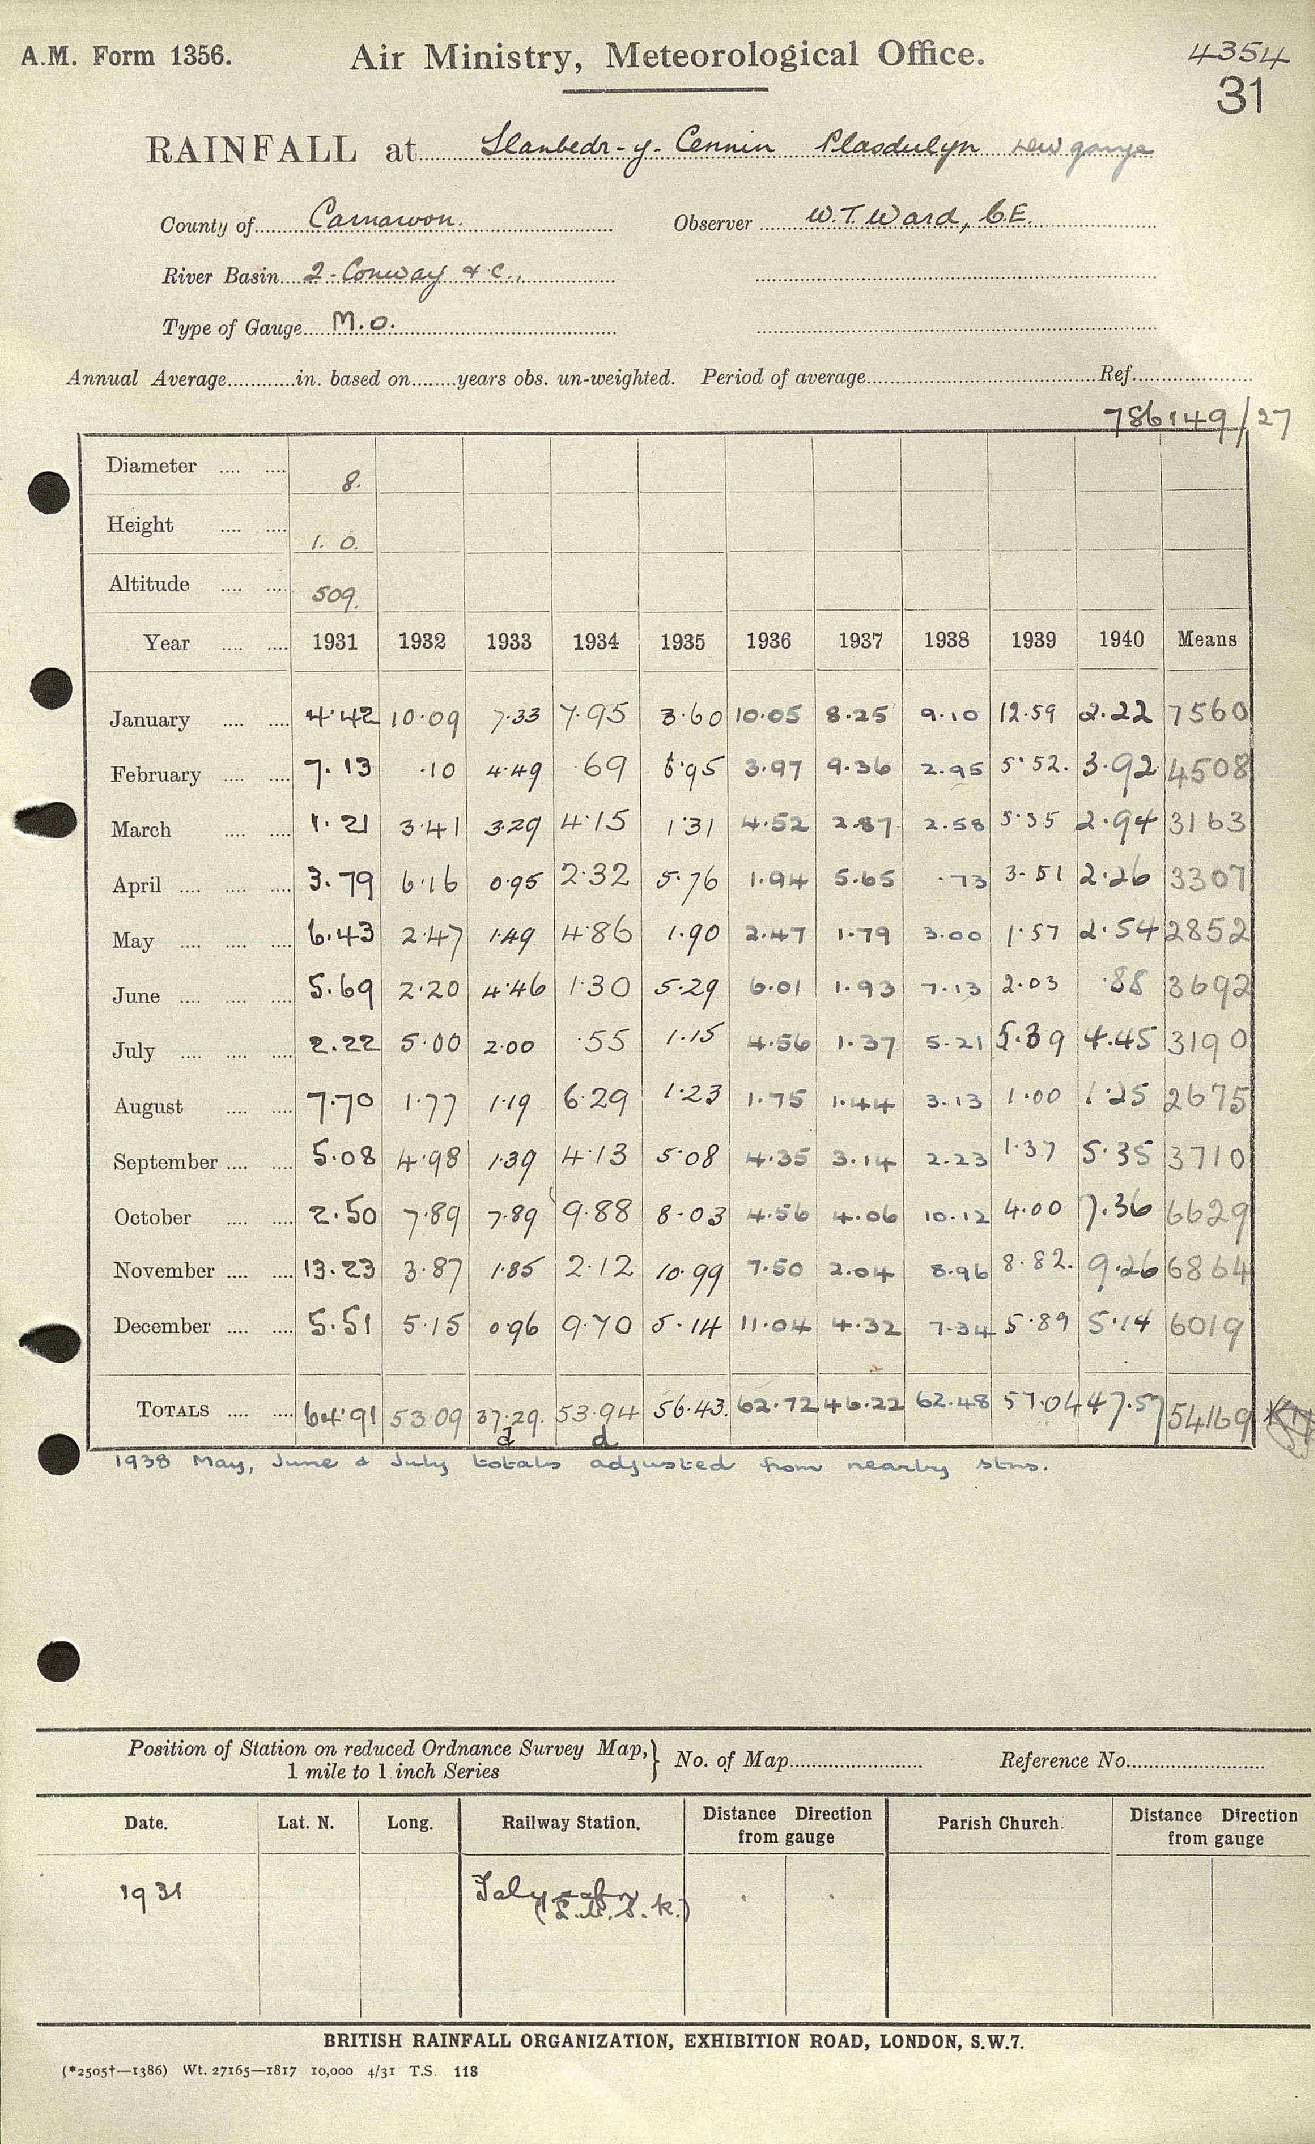 A.M. Form 1356. Air Ministry, Meteorological Office. 4354
31
RAINFALL at Llanbedr-y-Cennin Plasdulyn new gauge
County of Carnarvon. Observer W.T. Ward, C.E.
River Basin 2. Conway &c.,
Type of Gauge M.O.
Annual Average in. based on years obs. un-weighted. Period of average Ref.
786149/27
Diameter 8.
Height 1. 0.
Altitude 509.
Year 1931 1932 1933 1934 1935 1936 1937 1938 1939 1940 Means
January 4.42 10.09 7.33 7.95 3.60 10.05 8.25 9.10 12.59 2.22 7560
February 7.13 .10 4.49 .69 6.95 3.97 9.36 2.95 5.52. 3.92 4508
March 1.21 3.41 3.29 4.15 1.31 4.52 2.87 2.58 5.35 2.94 3163
April 3.79 6.16 0.95 2.32 5.76 1.94 5.65 .73 3.51 2.26 3307
May 6.43 2.47 1.49 4.86 1.90 2.47 1.79 3.00 1.57 2.54 2852
June 5.69 2.20 4.46 1.30 5.29 6.01 1.93 7.13 2.03 .88 3692
July 2.22 5.00 2.00 .55 1.15 4.56 1.37 5.21 5.39 4.45 3190
August 7.70 1.77 1.19 6.29 1.23 1.75 1.44 3.13 1.00 1.25 2675
September 5.08 4.98 1.39 4.13 5.08 4.35 3.14 2.23 1.37 5.35 3710
October 2.50 7.89 7.89 9.88 8.03 4.56 4.06 10.12 4.00 7.36 6629
November 13.23 3.87 1.85 2.12 10.99 7.50 2.04 8.96 8.82. 9.26 6864
December 5.51 5.15 0.96 9.70 5.14 11.04 4.32 7.34 5.89 5.14 6019
TOTALS 64.91 53.09 37.29. 53.94 56.43. 62.72 46.22 62.48 57.04 47.57 54169
d d
1938 May, June & July totals adjusted from nearby stns.
Position of Station on reduced Ordnance Survey Map, } No. of Map Reference No.
1 mile to 1 inch Series
Date. Lat. N. Long. Railway Station. Distance Direction from gauge Parish Church. Distance Direction from gauge
1931 Talycafn
(L.M.S.R.)
BRITISH RAINFALL ORGANIZATION, EXHIBITION ROAD, LONDON, S.W.7.
(*2505†—1386) Wt. 27165—1817 10,000 4/31 T.S. 118